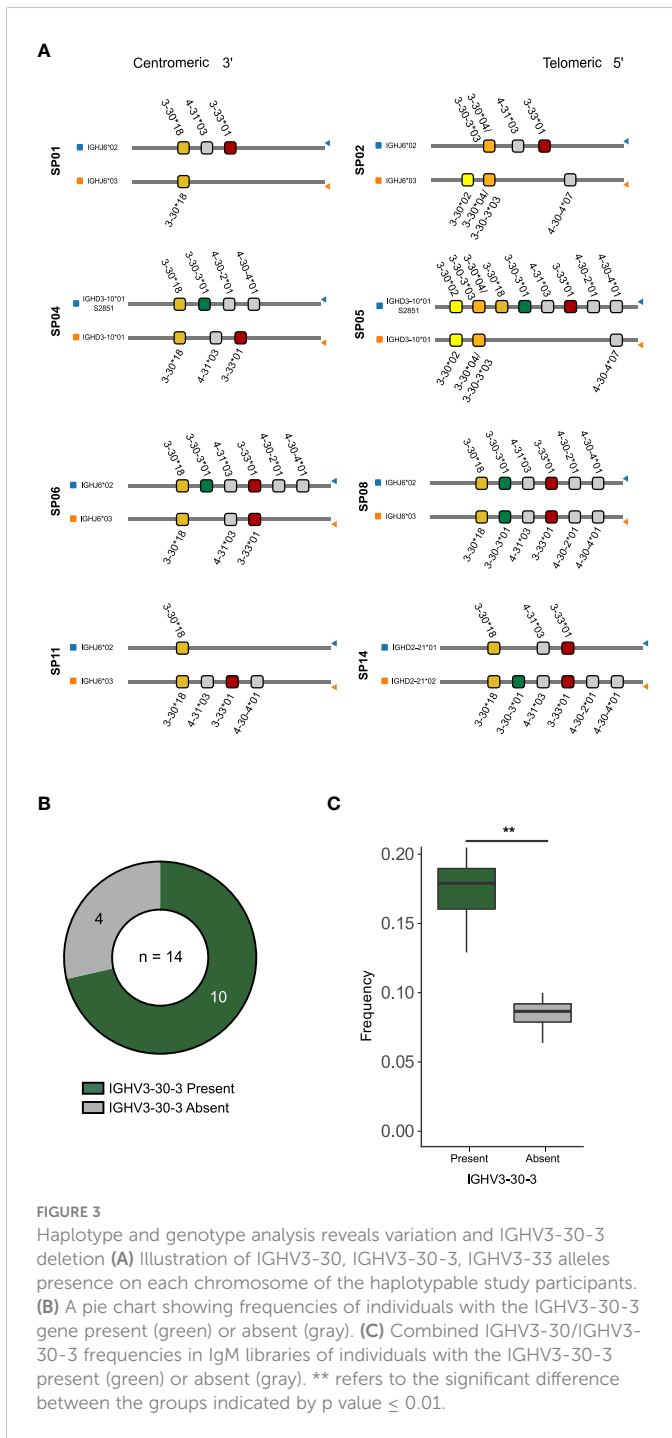 A
Centromeric 3'
Telomeric 5'
SP01
3-30*18
4-31*03
3-33*01
IGHJ6*02
IGHJ6*03
3-30*18
SP02
3-30*04/
3-30-3*03
4-31*03
3-33*01
IGHJ6*02
IGHJ6*03
3-30*02
3-30*04/
3-30-3*03
4-30-4*07
SP04
3-30*18
3-30-3*01
4-30-2*01
4-30-4*01
IGHD3-10*01
S2851
IGHD3-10*01
3-30*18
4-31*03
3-33*01
SP05
3-30*02
3-30-3*03
3-30*04/
3-30*18
3-30-3*01
4-31*03
3-33*01
4-30-2*01
4-30-4*01
IGHD3-10*01
S2851
IGHD3-10*01
3-30*02
3-30*04/
3-30-3*03
4-30-4*07
SP06
3-30*18
3-30-3*01
4-31*03
3-33*01
4-30-2*01
4-30-4*01
IGHJ6*02
IGHJ6*03
3-30*18
4-31*03
3-33*01
SP08
3-30*18
3-30-3*01
4-31*03
3-33*01
4-30-2*01
4-30-4*01
IGHJ6*02
IGHJ6*03
3-30*18
3-30-3*01
4-31*03
3-33*01
4-30-2*01
4-30-4*01
SP11
3-30*18
IGHJ6*02
IGHJ6*03
3-30*18
4-31*03
3-33*01
4-30-4*01
SP14
3-30*18
4-31*03
3-33*01
IGHD2-21*01
IGHD2-21*02
3-30*18
3-30-3*01
4-31*03
3-33*01
4-30-2*01
4-30-4*01
B
4
n = 14
10
IGHV3-30-3 Present
IGHV3-30-3 Absent
C
**
Frequency
0.20
0.15
0.10
0.05
0.00
Present
Absent
IGHV3-30-3
FIGURE 3
Haplotype and genotype analysis reveals variation and IGHV3-30-3
deletion (A) Illustration of IGHV3-30, IGHV3-30-3, IGHV3-33 alleles
presence on each chromosome of the haplotypable study participants.
(B) A pie chart showing frequencies of individuals with the IGHV3-30-3
gene present (green) or absent (gray). (C) Combined IGHV3-30/IGHV3-
30-3 frequencies in IgM libraries of individuals with the IGHV3-30-3
present (green) or absent (gray). ** refers to the significant difference
between the groups indicated by p value ≤ 0.01.